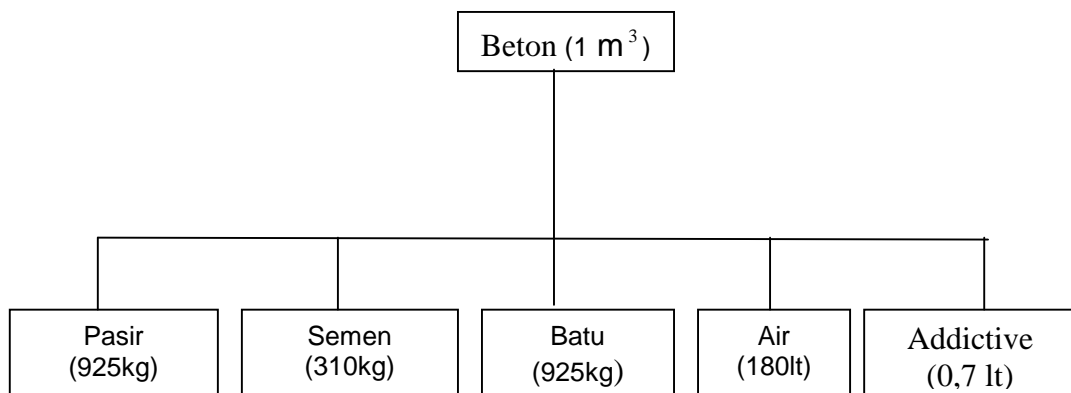 Beton (1 m³)
Pasir
(925kg)
Semen
(310kg)
Batu
(925kg)
Air
(180lt)
Addictive
(0,7 lt)